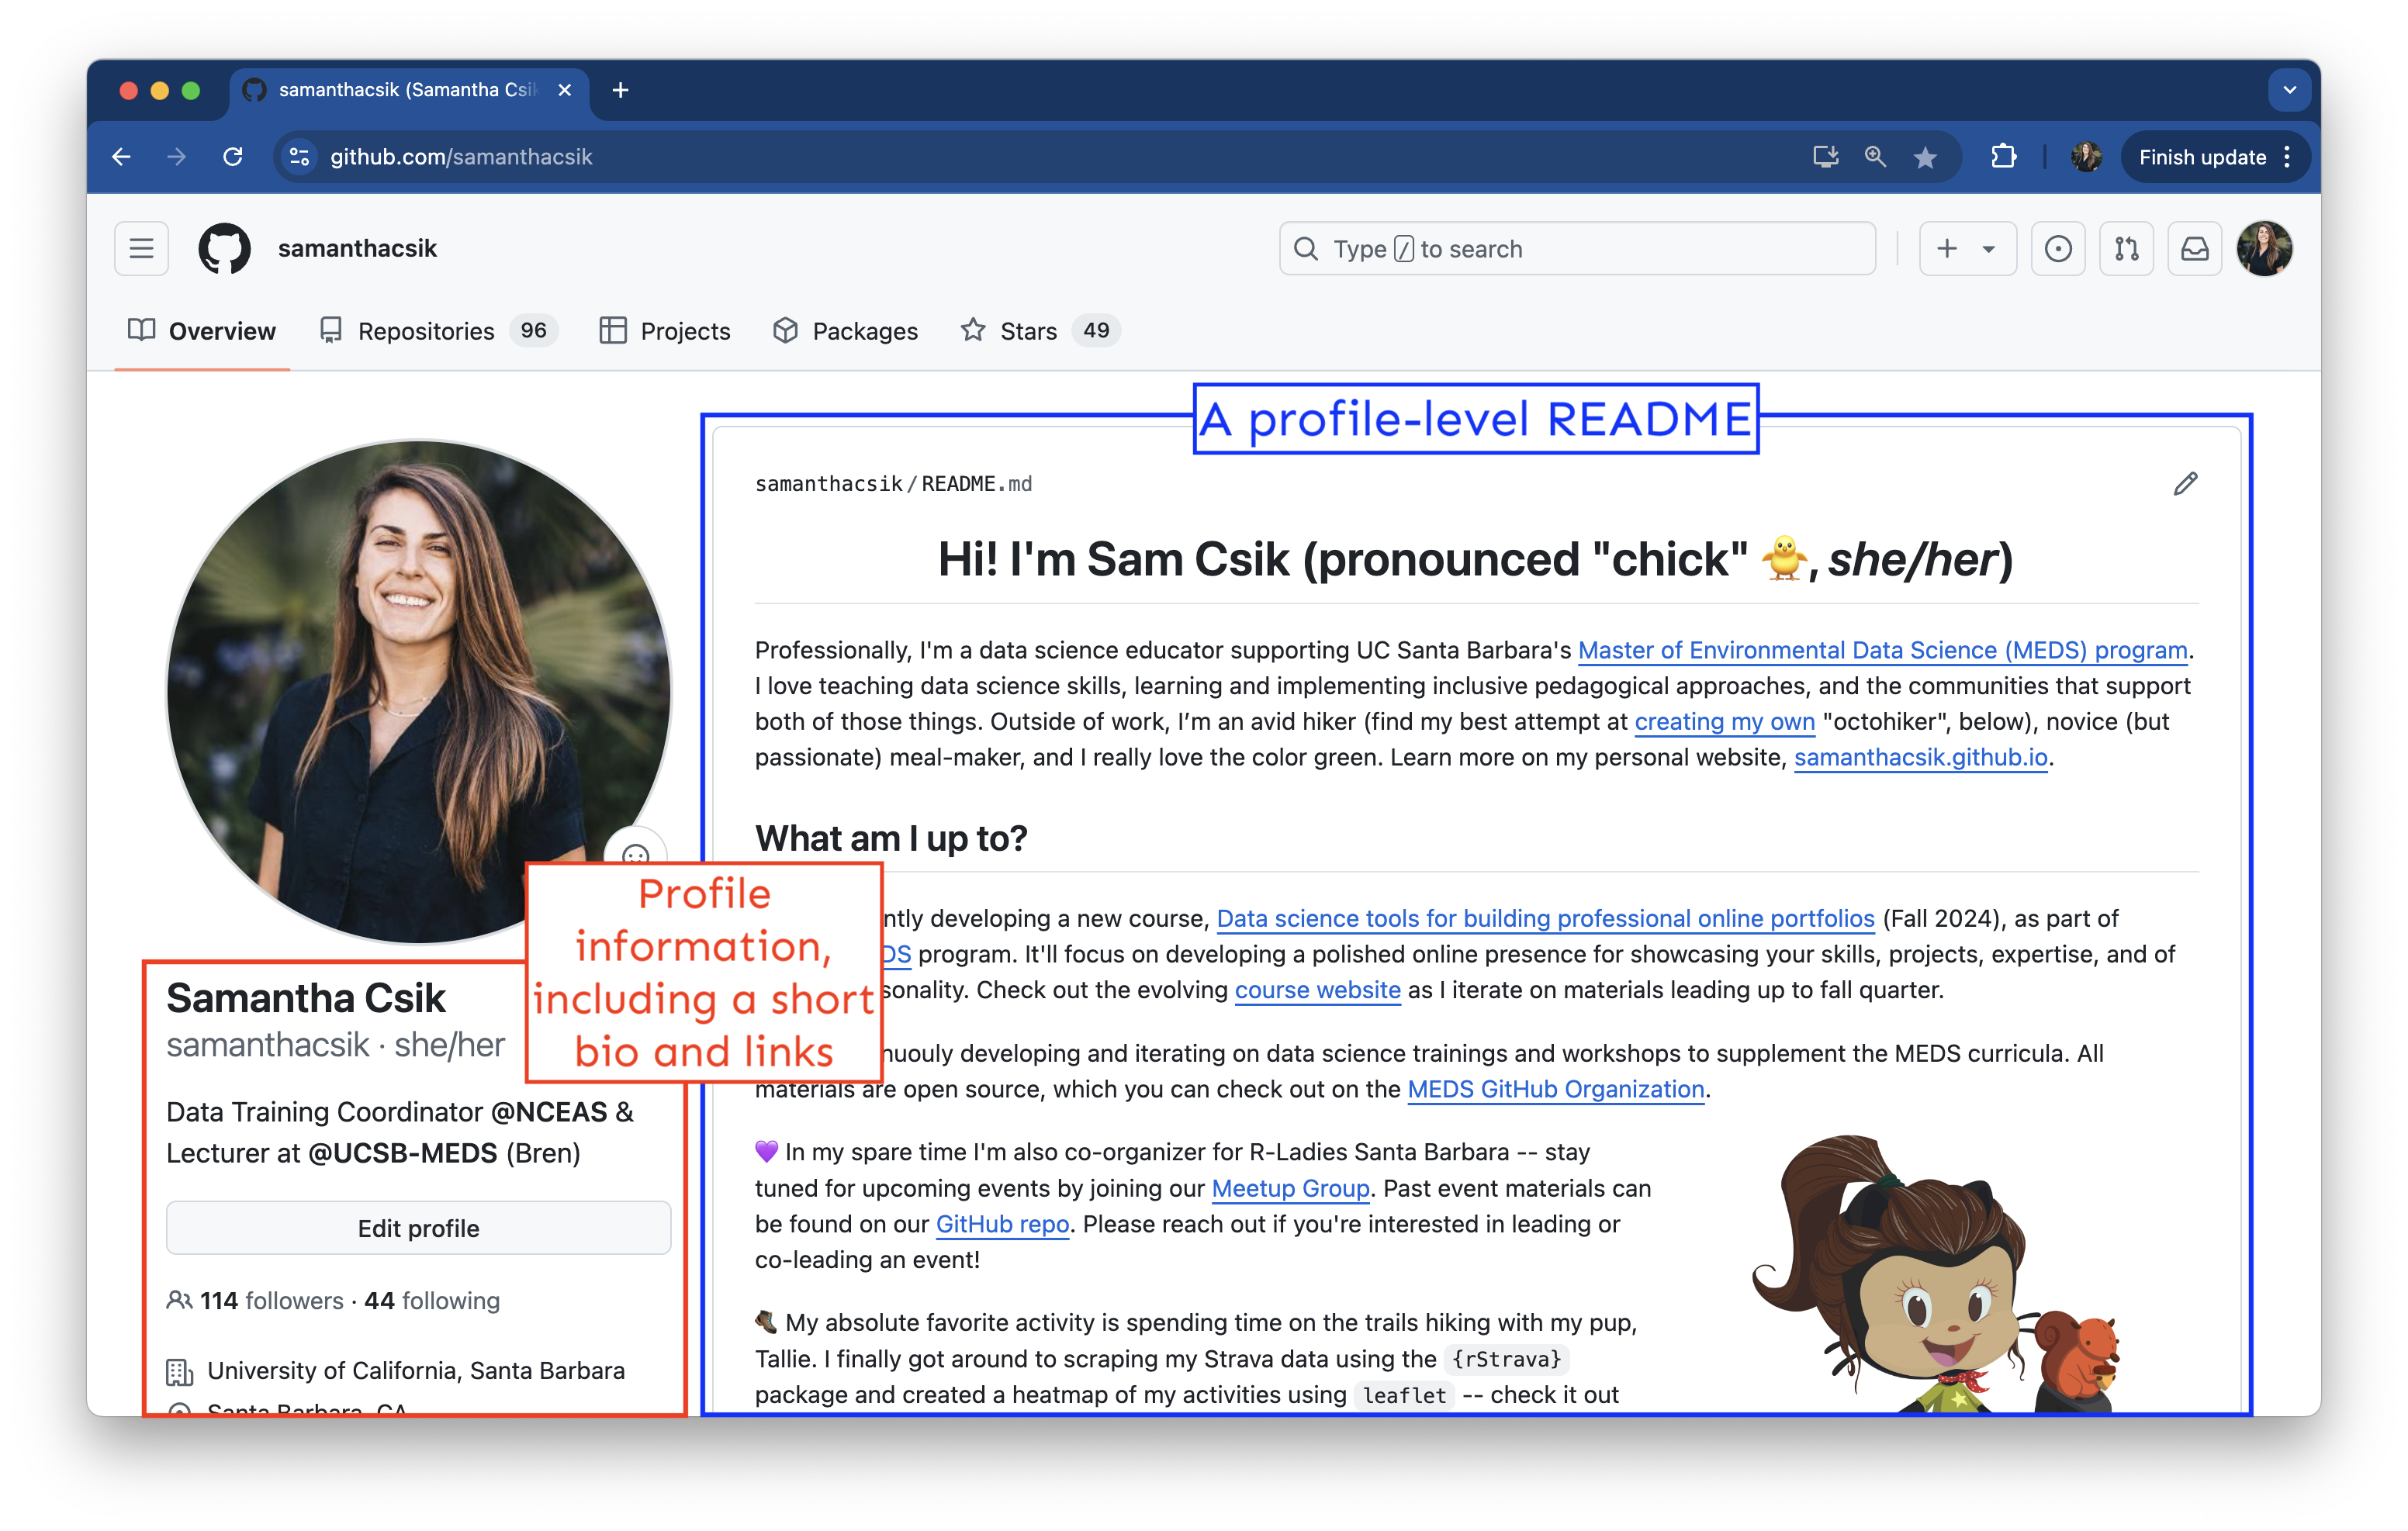 samanthacsik (Samantha Csik
github.com/samanthacsik
Finish update
samanthacsik
Type / to search
Overview
Repositories 96
Projects
Packages
Stars 49
A profile-level README
samanthacsik/README.md
Hi! I'm Sam Csik (pronounced "chick" 🐥, she/her)
Professionally, I'm a data science educator supporting UC Santa Barbara's Master of Environmental Data Science (MEDS) program.
I love teaching data science skills, learning and implementing inclusive pedagogical approaches, and the communities that support
both of those things. Outside of work, I’m an avid hiker (find my best attempt at creating my own "octohiker", below), novice (but
passionate) meal-maker, and I really love the color green. Learn more on my personal website, samanthacsik.github.io.
What am I up to?
ntly developing a new course, Data science tools for building professional online portfolios (Fall 2024), as part of
DS program. It'll focus on developing a polished online presence for showcasing your skills, projects, expertise, and of
sonality. Check out the evolving course website as I iterate on materials leading up to fall quarter.
nuouly developing and iterating on data science trainings and workshops to supplement the MEDS curricula. All
materials are open source, which you can check out on the MEDS GitHub Organization.
💜 In my spare time I'm also co-organizer for R-Ladies Santa Barbara -- stay
tuned for upcoming events by joining our Meetup Group. Past event materials can
be found on our GitHub repo. Please reach out if you're interested in leading or
co-leading an event!
🥾 My absolute favorite activity is spending time on the trails hiking with my pup,
Tallie. I finally got around to scraping my Strava data using the {rStrava}
package and created a heatmap of my activities using leaflet -- check it out
Profile
information,
including a short
bio and links
Samantha Csik
samanthacsik · she/her
Data Training Coordinator @NCEAS &
Lecturer at @UCSB-MEDS (Bren)
Edit profile
114 followers · 44 following
University of California, Santa Barbara
Santa Barbara, CA